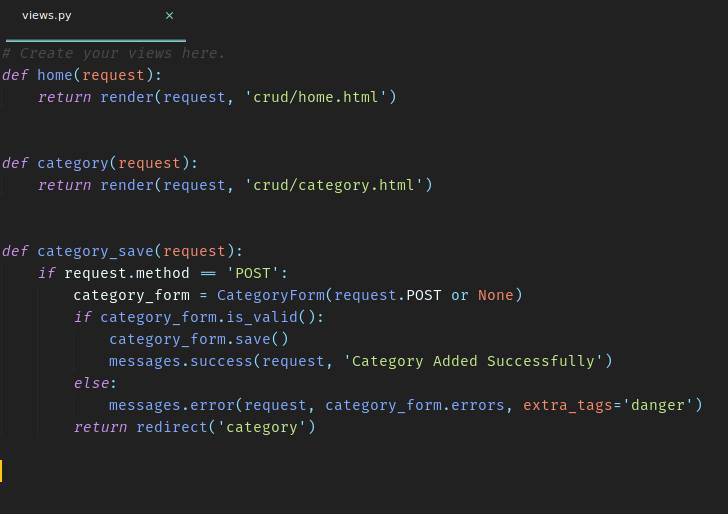 views.py ×
# Create your views here.
def home(request):
    return render(request, 'crud/home.html')
def category(request):
    return render(request, 'crud/category.html')
def category_save(request):
    if request.method == 'POST':
        category_form = CategoryForm(request.POST or None)
        if category_form.is_valid():
            category_form.save()
            messages.success(request, 'Category Added Successfully')
        else:
            messages.error(request, category_form.errors, extra_tags='danger')
        return redirect('category')